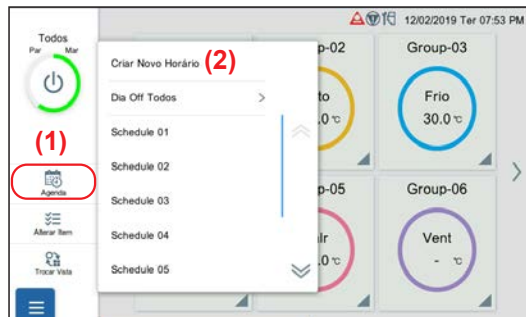 12/02/2019 Ter 07:53 PM
Todos
Par Mar
(1)
Agenda
Alterar Item
Trocar Vista
Criar Novo Horário (2)
Dia Off Todos >
Schedule 01
Schedule 02
Schedule 03
Schedule 04
Schedule 05
p-02
to
.0 °C
Group-03
Frio
30.0 °C
p-05
.0 °C
Group-06
Vent
- °C